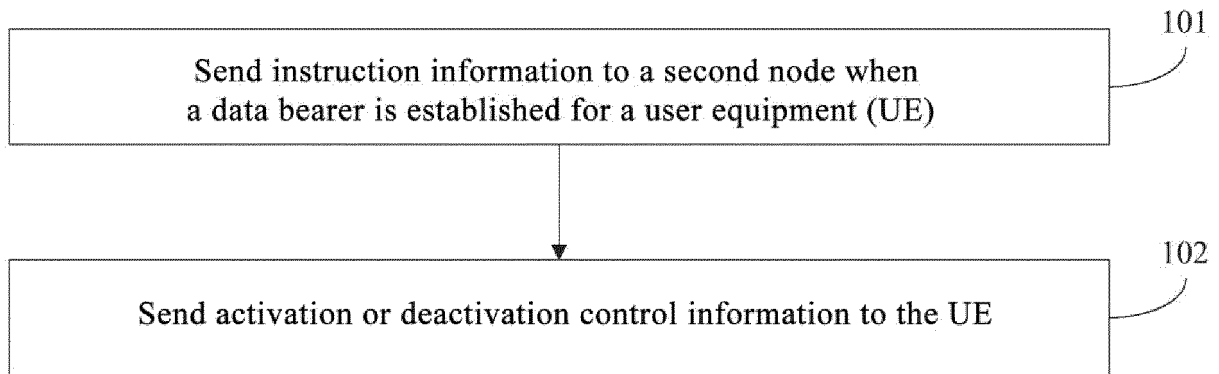 101
Send instruction information to a second node when
a data bearer is established for a user equipment (UE)
102
Send activation or deactivation control information to the UE